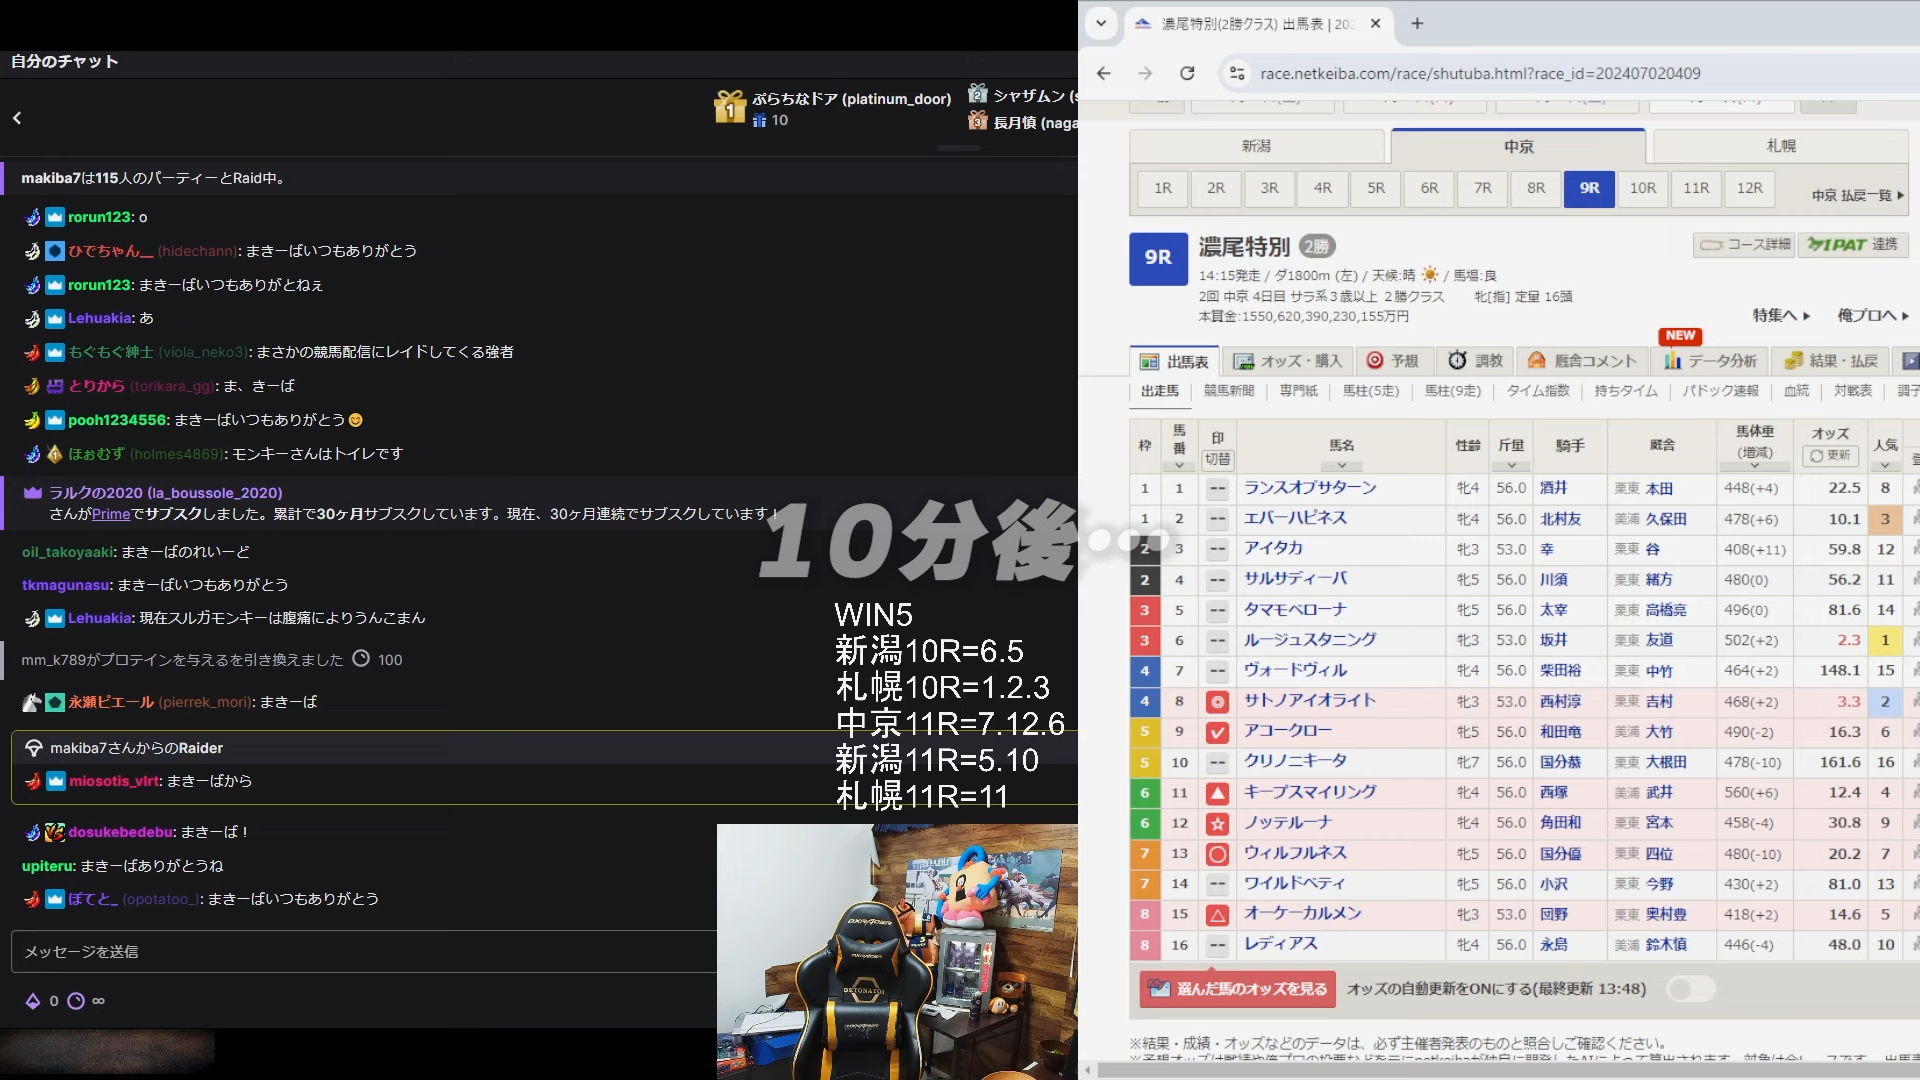 自分のチャット
ぷらちなドア (platinum_door)
10
シャザムン (s
長月慎 (naga
makiba7は115人のパーティーとRaid中。
rorun123: o
ひでちゃん__ (hidechann): まきーばいつもありがとう
rorun123: まきーばいつもありがとねぇ
Lehuakia: あ
もぐもぐ紳士 (viola_neko3): まさかの競馬配信にレイドしてくる強者
とりから (torikara_gg): ま、きーば
pooh1234556: まきーばいつもありがとう😊
ほぉむず (holmes4869): モンキーさんはトイレです
ラルクの2020 (la_boussole_2020)
さんがPrimeでサブスクしました。累計で30ヶ月サブスクしています。現在、30ヶ月連続でサブスクしています!
oil_takoyaaki: まきーばのれいーど
tkmagunasu: まきーばいつもありがとう
Lehuakia: 現在スルガモンキーは腹痛によりうんこまん
mm_k789がプロテインを与えるを引き換えました 100
永瀬ピエール (pierrek_mori): まきーば
makiba7さんからのRaider
miosotis_vlrt: まきーばから
dosukebedebu: まきーば！
upiteru: まきーばありがとうね
ぽてと_ (opotatoo_): まきーばいつもありがとう
メッセージを送信
0 ∞
10分後…
WIN5
新潟10R=6.5
札幌10R=1.2.3
中京11R=7.12.6
新潟11R=5.10
札幌11R=11
DXRACER
DETONATOR
濃尾特別(2勝クラス) 出馬表 | 202
race.netkeiba.com/race/shutuba.html?race_id=202407020409
新潟 中京 札幌
1R 2R 3R 4R 5R 6R 7R 8R 9R 10R 11R 12R 中京 払戻一覧
9R 濃尾特別 2勝 コース詳細 IPAT 連携
14:15発走 / ダ1800m (左) / 天候:晴 / 馬場:良
2回 中京 4日目 サラ系３歳以上 ２勝クラス 牝[指] 定量 16頭
本賞金:1550,620,390,230,155万円
特集へ 俺プロへ
NEW
出馬表 オッズ・購入 予想 調教 厩舎コメント データ分析 結果・払戻
出走馬 競馬新聞 専門紙 馬柱(5走) 馬柱(9走) タイム指数 持ちタイム パドック速報 血統 対戦表 調子
枠 馬番 印 切替 馬名 性齢 斤量 騎手 厩舎 馬体重(増減) オッズ 更新 人気
1 1 -- ランスオブサターン 牝4 56.0 酒井 栗東 本田 448(+4) 22.5 8
1 2 -- エバーハピネス 牝4 56.0 北村友 美浦 久保田 478(+6) 10.1 3
2 3 -- アイタカ 牝3 53.0 幸 栗東 谷 408(+11) 59.8 12
2 4 -- サルサディーバ 牝5 56.0 川須 栗東 緒方 480(0) 56.2 11
3 5 -- タマモベローナ 牝5 56.0 太宰 栗東 高橋亮 496(0) 81.6 14
3 6 -- ルージュスタニング 牝3 53.0 坂井 栗東 友道 502(+2) 2.3 1
4 7 -- ヴォードヴィル 牝4 56.0 柴田裕 栗東 中竹 464(+2) 148.1 15
4 8 ◎ サトノアイオライト 牝3 53.0 西村淳 栗東 吉村 468(+2) 3.3 2
5 9 ✓ アコークロー 牝5 56.0 和田竜 美浦 大竹 490(-2) 16.3 6
5 10 -- クリノニキータ 牝7 56.0 国分恭 栗東 大根田 478(-10) 161.6 16
6 11 ▲ キープスマイリング 牝4 56.0 西塚 美浦 武井 560(+6) 12.4 4
6 12 ☆ ノッテルーナ 牝4 56.0 角田和 栗東 宮本 458(-4) 30.8 9
7 13 ○ ウィルフルネス 牝5 56.0 国分優 栗東 四位 480(-10) 20.2 7
7 14 -- ワイルドベティ 牝5 56.0 小沢 栗東 今野 430(+2) 81.0 13
8 15 △ オーケーカルメン 牝3 53.0 団野 栗東 奥村豊 418(+2) 14.6 5
8 16 -- レディアス 牝4 56.0 永島 美浦 鈴木慎 446(-4) 48.0 10
選んだ馬のオッズを見る オッズの自動更新をONにする(最終更新 13:48)
※結果・成績・オッズなどのデータは、必ず主催者発表のものと照合しご確認ください。